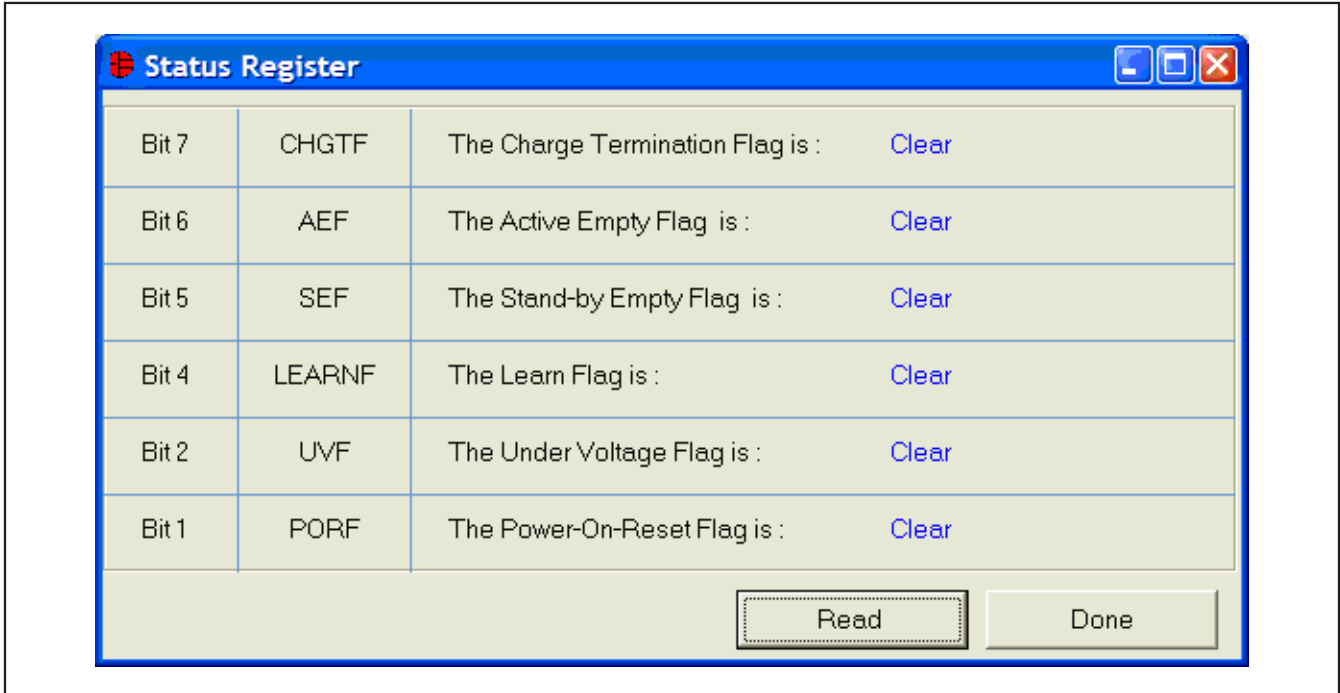 Status Register
Bit 7 CHGTF The Charge Termination Flag is : Clear
Bit 6 AEF The Active Empty Flag is : Clear
Bit 5 SEF The Stand-by Empty Flag is : Clear
Bit 4 LEARNF The Learn Flag is : Clear
Bit 2 UVF The Under Voltage Flag is : Clear
Bit 1 PORF The Power-On-Reset Flag is : Clear
Read Done